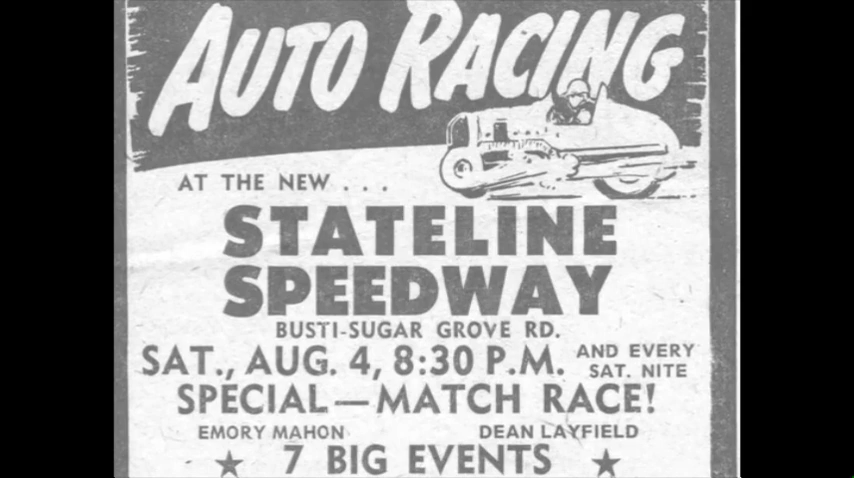 AUTO RACING
AT THE NEW . . .
STATELINE
SPEEDWAY
BUSTI-SUGAR GROVE RD.
SAT., AUG. 4, 8:30 P.M. AND EVERY SAT. NITE
SPECIAL—MATCH RACE!
EMORY MAHON DEAN LAYFIELD
★ 7 BIG EVENTS ★